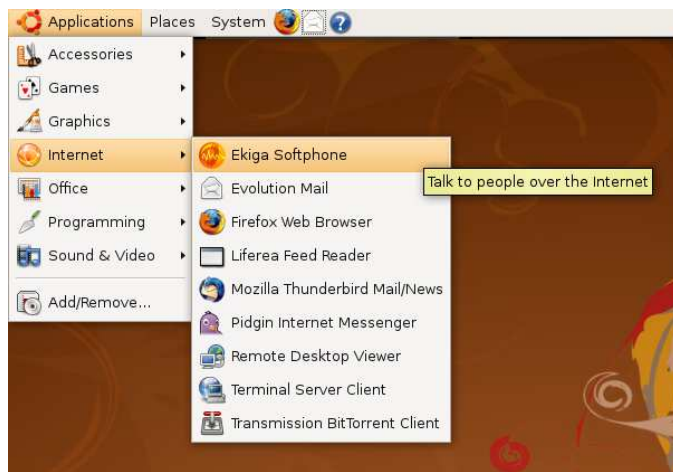 Applications Places System
Accessories
Games
Graphics
Internet
Office
Programming
Sound & Video
Add/Remove...
Ekiga Softphone
Evolution Mail
Firefox Web Browser
Liferea Feed Reader
Mozilla Thunderbird Mail/News
Pidgin Internet Messenger
Remote Desktop Viewer
Terminal Server Client
Transmission BitTorrent Client
Talk to people over the Internet